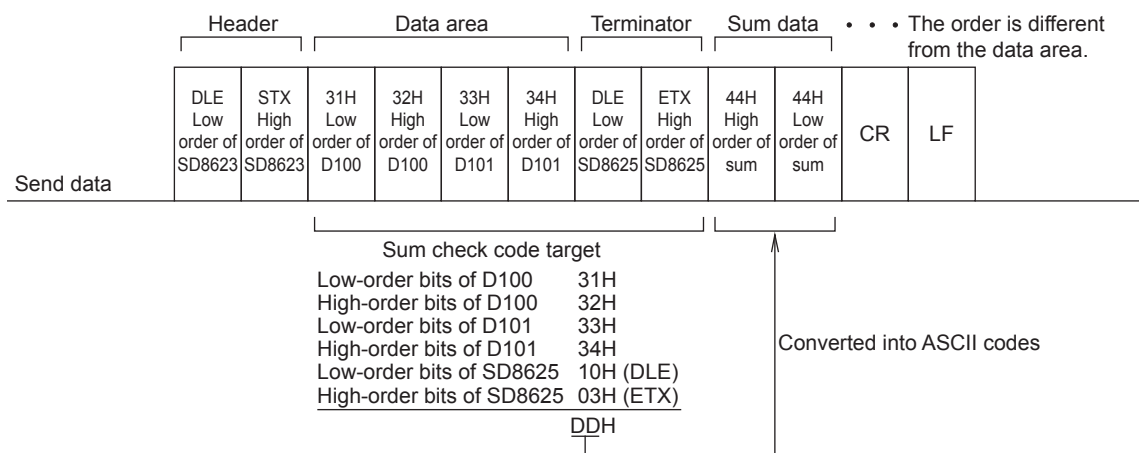 Header Data area Terminator Sum data ・ ・ ・ The order is different
from the data area.
DLE
Low
order of
SD8623
STX
High
order of
SD8623
31H
Low
order of
D100
32H
High
order of
D100
33H
Low
order of
D101
34H
High
order of
D101
DLE
Low
order of
SD8625
ETX
High
order of
SD8625
44H
High
order of
sum
44H
Low
order of
sum
CR
LF
Send data
Sum check code target
Low-order bits of D100 31H
High-order bits of D100 32H
Low-order bits of D101 33H
High-order bits of D101 34H
Low-order bits of SD8625 10H (DLE)
High-order bits of SD8625 03H (ETX)
DDH
Converted into ASCII codes